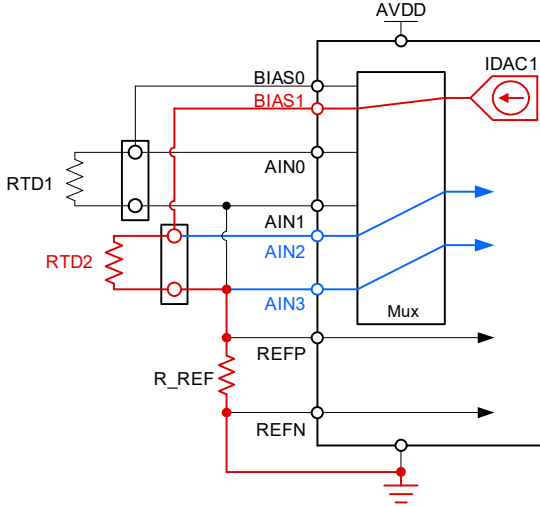 AVDD
IDAC1
BIAS0
BIAS1
AIN0
RTD1
AIN1
AIN2
RTD2
AIN3
Mux
REFP
R_REF
REFN